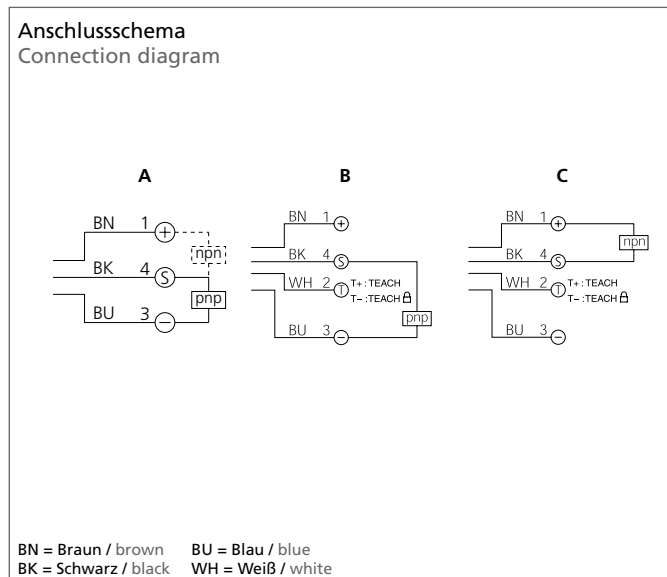 Anschlussschema
Connection diagram
A
BN 1 +
npn
BK 4 S
pnp
BU 3 −
B
BN 1 +
BK 4 S
WH 2 T T+: TEACH
T− :TEACH
pnp
BU 3 −
C
BN 1 +
npn
BK 4 S
WH 2 T T+: TEACH
T− :TEACH
BU 3 −
BN = Braun / brown BU = Blau / blue
BK = Schwarz / black WH = Weiß / white